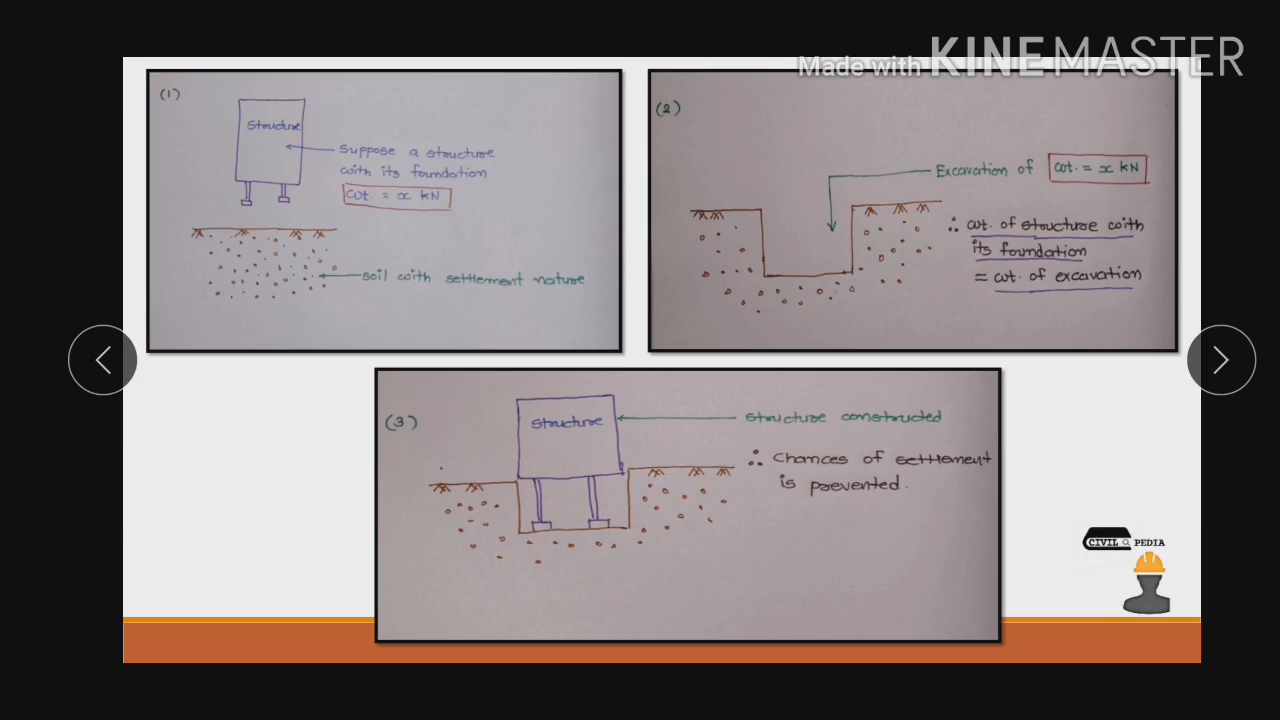 Made with KINEMASTER
(1)
Structure
Suppose a structure
with its foundation
wt. = x kN
Soil with settlement nature
(2)
Excavation of wt. = x kN
∴ wt. of structure with
its foundation
= wt. of excavation
(3)
Structure
Structure constructed
∴ Chances of settlement
is prevented.
CIVIL PEDIA